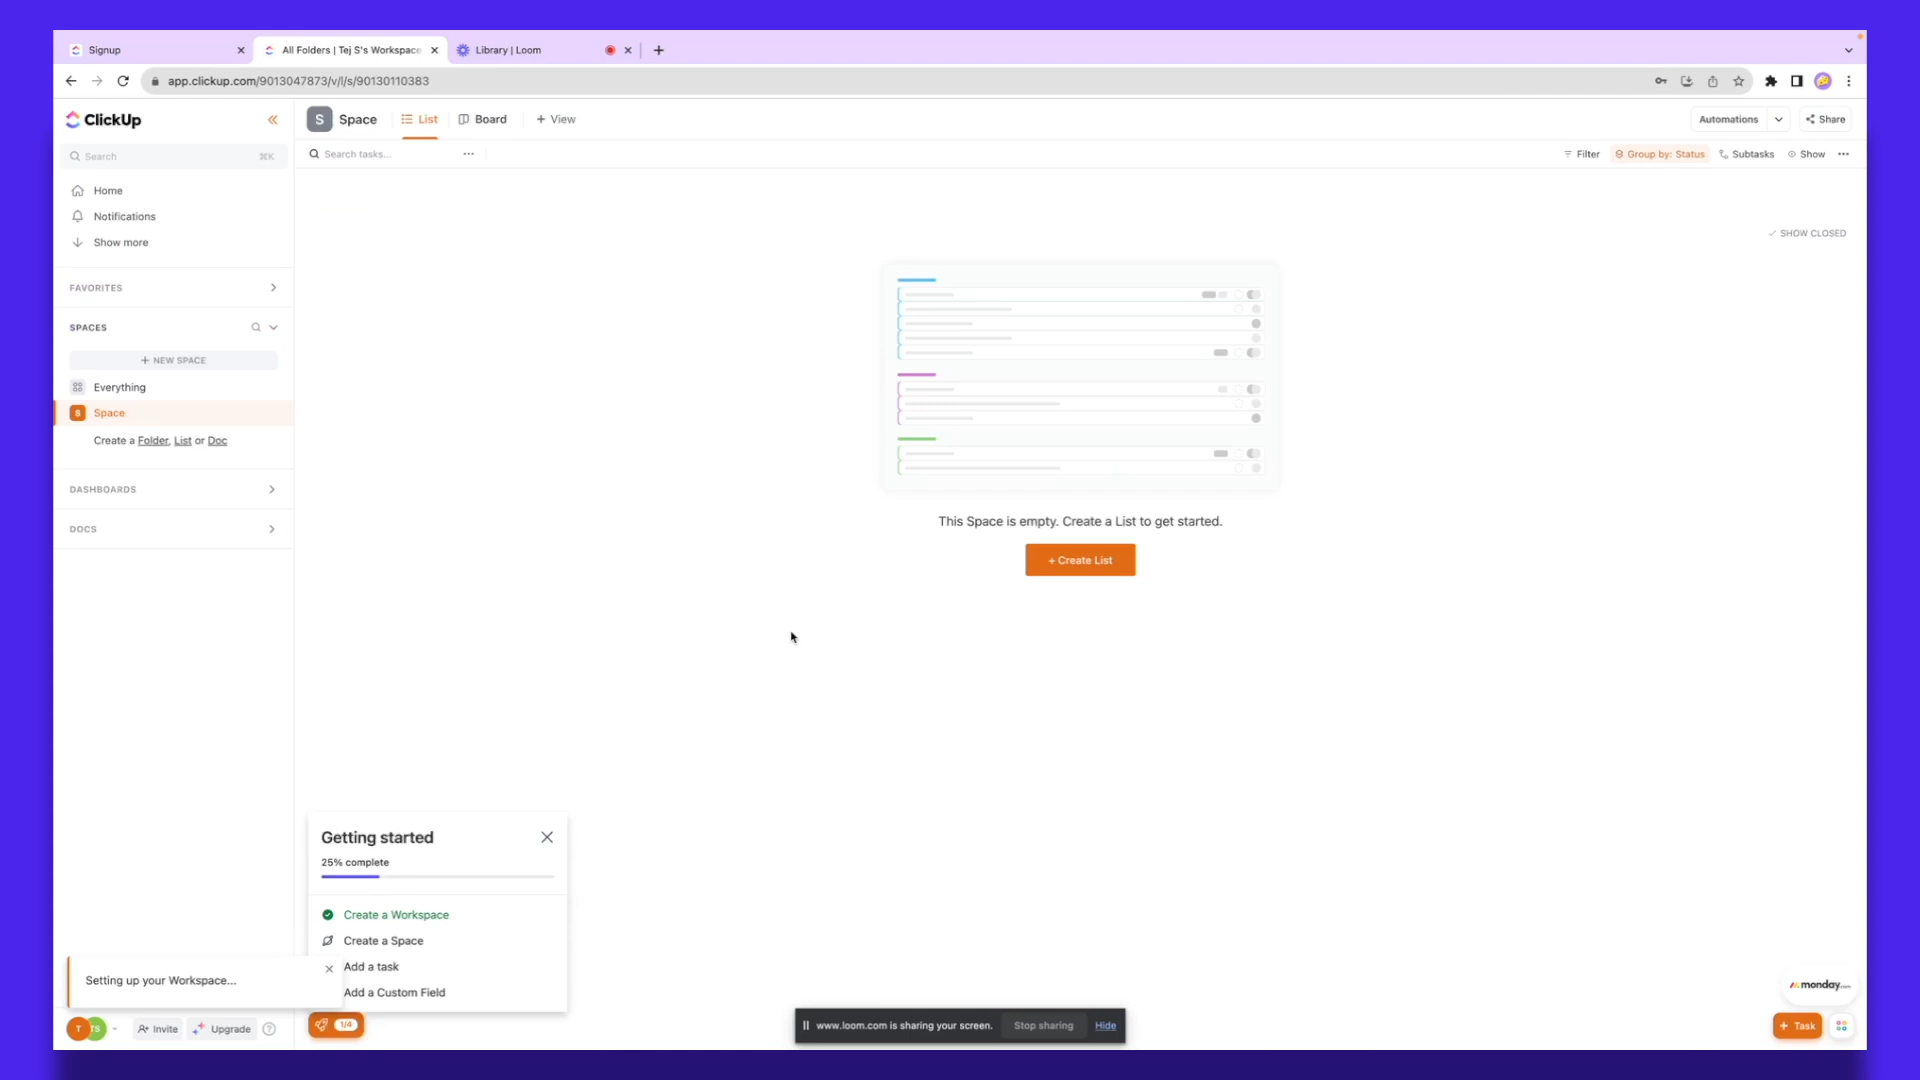 Signup
All Folders | Tej S's Workspace
Library | Loom
app.clickup.com/9013047873/v/l/s/90130110383
ClickUp
Search ⌘K
Home
Notifications
Show more
FAVORITES
SPACES
+ NEW SPACE
Everything
S Space
Create a Folder, List or Doc
DASHBOARDS
DOCS
S Space List Board + View
Automations Share
Search tasks...
Filter Group by: Status Subtasks Show
SHOW CLOSED
This Space is empty. Create a List to get started.
+ Create List
Getting started
25% complete
Create a Workspace
Create a Space
Add a task
Add a Custom Field
Setting up your Workspace...
T TS Invite Upgrade ?
1/4
www.loom.com is sharing your screen. Stop sharing Hide
monday.com
+ Task